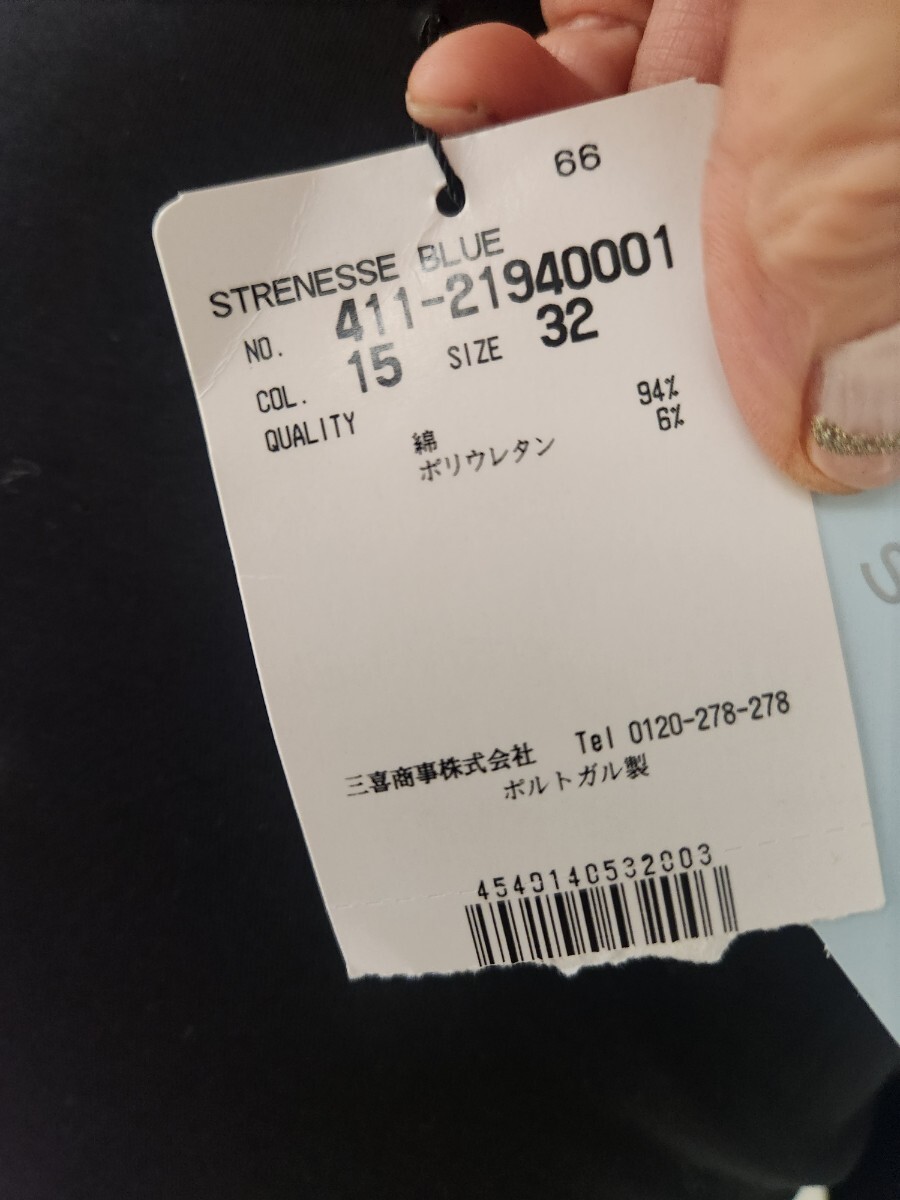 66
STRENESSE BLUE
NO. 411-21940001
COL. 15 SIZE 32
QUALITY
綿 94%
ポリウレタン 6%
三喜商事株式会社 Tel 0120-278-278
ポルトガル製
4540140532003
S